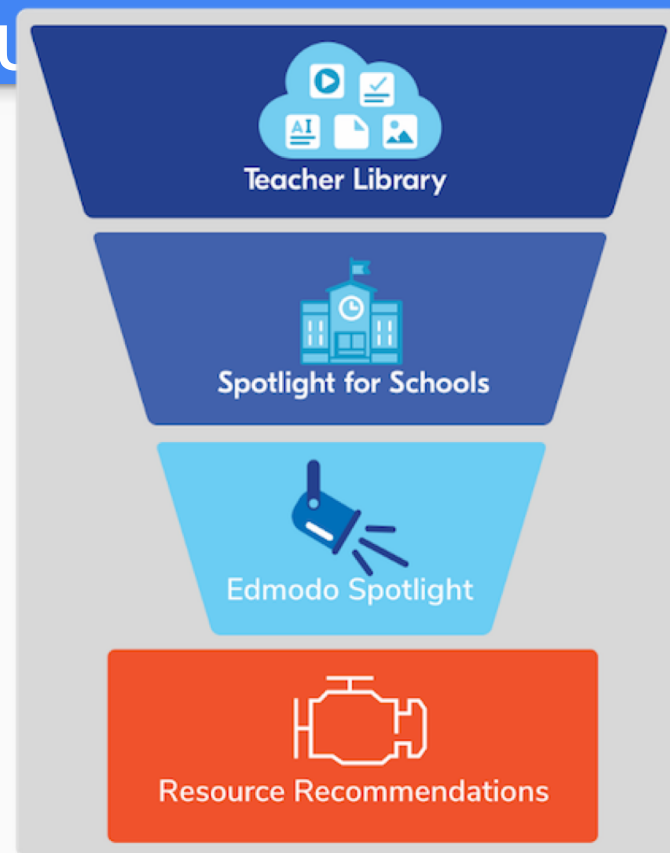 Teacher Library
Spotlight for Schools
Edmodo Spotlight
Resource Recommendations